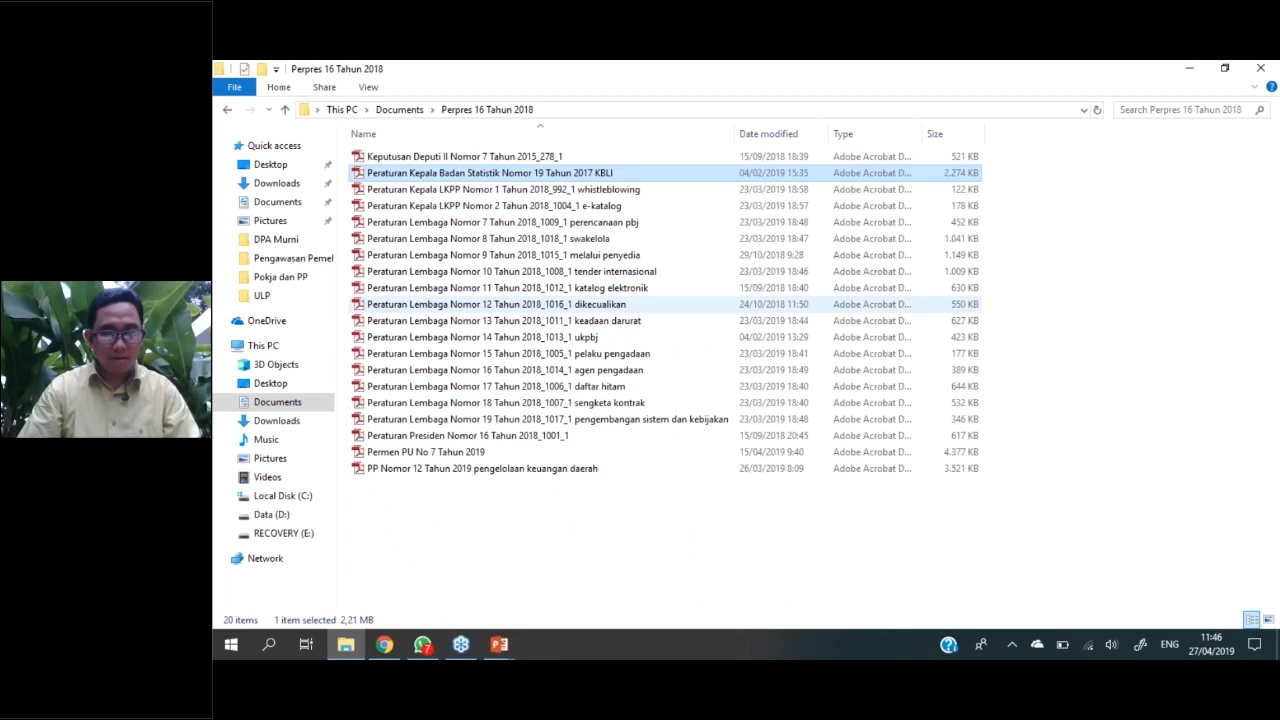 Perpres 16 Tahun 2018
File Home Share View
This PC Documents Perpres 16 Tahun 2018 Search Perpres 16 Tahun 2018
Name Date modified Type Size
Quick access
Desktop
Downloads
Documents
Pictures
DPA Murni
Pengawasan Pemel
Pokja dan PP
ULP
OneDrive
This PC
3D Objects
Desktop
Documents
Downloads
Music
Pictures
Videos
Local Disk (C:)
Data (D:)
RECOVERY (E:)
Network
Keputusan Deputi II Nomor 7 Tahun 2015_278_1 15/09/2018 18:39 Adobe Acrobat D... 521 KB
Peraturan Kepala Badan Statistik Nomor 19 Tahun 2017 KBLI 04/02/2019 15:35 Adobe Acrobat D... 2.274 KB
Peraturan Kepala LKPP Nomor 1 Tahun 2018_992_1 whistleblowing 23/03/2019 18:58 Adobe Acrobat D... 122 KB
Peraturan Kepala LKPP Nomor 2 Tahun 2018_1004_1 e-katalog 23/03/2019 18:57 Adobe Acrobat D... 178 KB
Peraturan Lembaga Nomor 7 Tahun 2018_1009_1 perencanaan pbj 23/03/2019 18:48 Adobe Acrobat D... 452 KB
Peraturan Lembaga Nomor 8 Tahun 2018_1018_1 swakelola 23/03/2019 18:47 Adobe Acrobat D... 1.041 KB
Peraturan Lembaga Nomor 9 Tahun 2018_1015_1 melalui penyedia 29/10/2018 9:28 Adobe Acrobat D... 1.149 KB
Peraturan Lembaga Nomor 10 Tahun 2018_1008_1 tender internasional 23/03/2019 18:46 Adobe Acrobat D... 1.009 KB
Peraturan Lembaga Nomor 11 Tahun 2018_1012_1 katalog elektronik 15/09/2018 18:40 Adobe Acrobat D... 630 KB
Peraturan Lembaga Nomor 12 Tahun 2018_1016_1 dikecualikan 24/10/2018 11:50 Adobe Acrobat D... 550 KB
Peraturan Lembaga Nomor 13 Tahun 2018_1011_1 keadaan darurat 23/03/2019 18:44 Adobe Acrobat D... 627 KB
Peraturan Lembaga Nomor 14 Tahun 2018_1013_1 ukpbj 04/02/2019 13:29 Adobe Acrobat D... 423 KB
Peraturan Lembaga Nomor 15 Tahun 2018_1005_1 pelaku pengadaan 23/03/2019 18:41 Adobe Acrobat D... 177 KB
Peraturan Lembaga Nomor 16 Tahun 2018_1014_1 agen pengadaan 23/03/2019 18:49 Adobe Acrobat D... 389 KB
Peraturan Lembaga Nomor 17 Tahun 2018_1006_1 daftar hitam 23/03/2019 18:40 Adobe Acrobat D... 644 KB
Peraturan Lembaga Nomor 18 Tahun 2018_1007_1 sengketa kontrak 23/03/2019 18:40 Adobe Acrobat D... 532 KB
Peraturan Lembaga Nomor 19 Tahun 2018_1017_1 pengembangan sistem dan kebijakan 23/03/2019 18:48 Adobe Acrobat D... 346 KB
Peraturan Presiden Nomor 16 Tahun 2018_1001_1 15/09/2018 20:45 Adobe Acrobat D... 617 KB
Permen PU No 7 Tahun 2019 15/04/2019 9:40 Adobe Acrobat D... 4.377 KB
PP Nomor 12 Tahun 2019 pengelolaan keuangan daerah 26/03/2019 8:09 Adobe Acrobat D... 3.521 KB
20 items 1 item selected 2,21 MB
7
ENG
11:46
27/04/2019